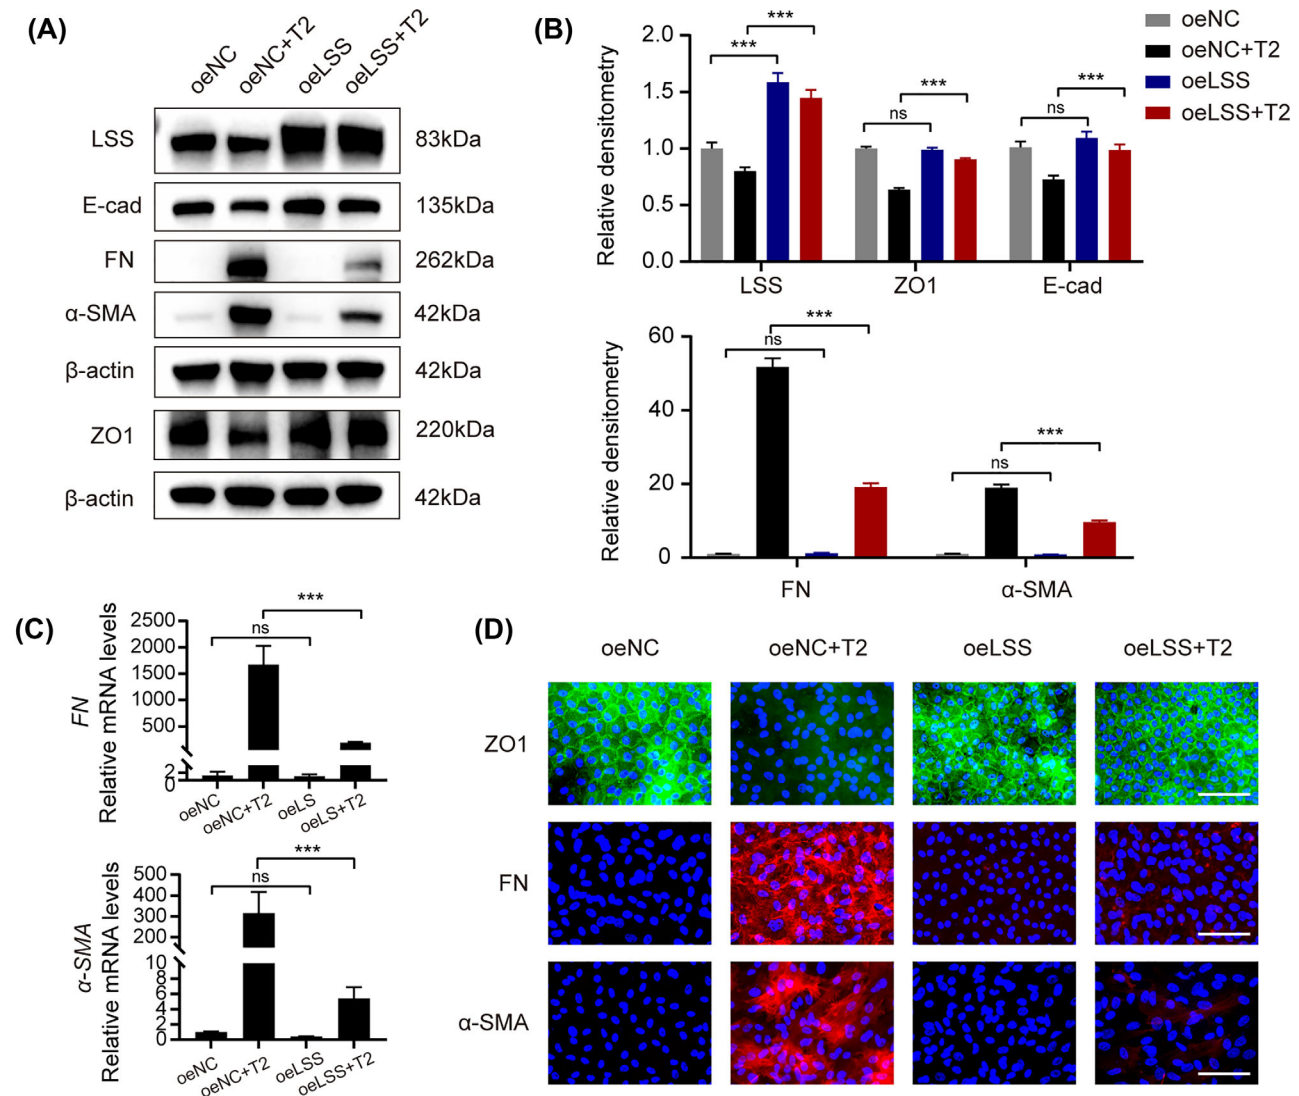 (A)
oeNC
oeNC+T2
oeLSS
oeLSS+T2
LSS
83kDa
E-cad
135kDa
FN
262kDa
α-SMA
42kDa
β-actin
42kDa
ZO1
220kDa
β-actin
42kDa
(B)
oeNC
oeNC+T2
oeLSS
oeLSS+T2
Relative densitometry
2.0
1.5
1.0
0.5
0.0
***
***
ns
***
ns
***
LSS
ZO1
E-cad
Relative densitometry
60
40
20
0
ns
***
ns
***
FN
α-SMA
(C)
FN
Relative mRNA levels
2500
2000
1500
1000
500
2
0
ns
***
oeNC
oeNC+T2
oeLS
oeLS+T2
α-SMA
Relative mRNA levels
500
400
300
200
10
8
6
4
2
0
ns
***
oeNC
oeNC+T2
oeLSS
oeLSS+T2
(D)
oeNC
oeNC+T2
oeLSS
oeLSS+T2
ZO1
FN
α-SMA